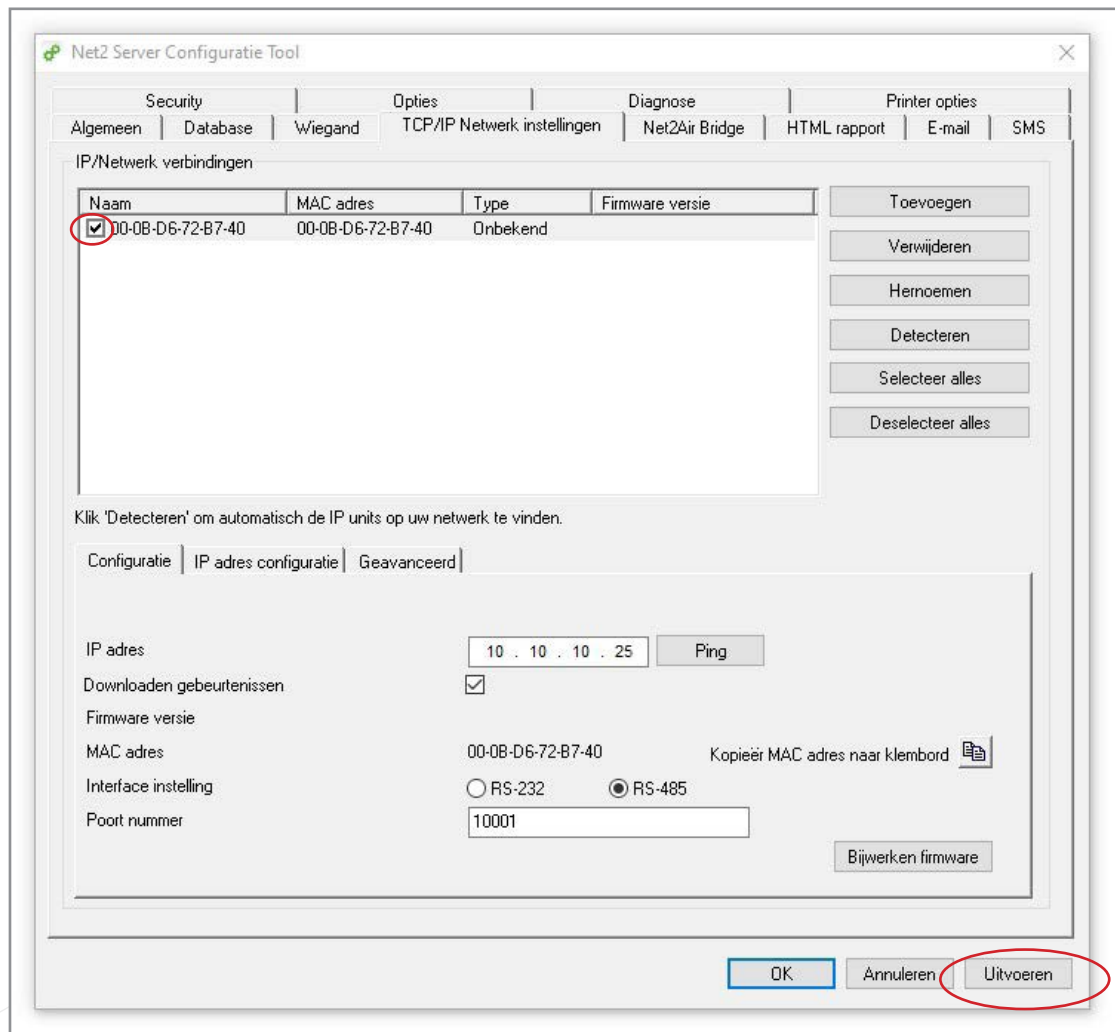 Net2 Server Configuratie Tool
Security Opties Diagnose Printer opties
Algemeen Database Wiegand TCP/IP Netwerk instellingen Net2Air Bridge HTML rapport E-mail SMS
IP/Netwerk verbindingen
Naam MAC adres Type Firmware versie
00-0B-D6-72-B7-40 00-0B-D6-72-B7-40 Onbekend
Toevoegen
Verwijderen
Hernoemen
Detecteren
Selecteer alles
Deselecteer alles
Klik 'Detecteren' om automatisch de IP units op uw netwerk te vinden.
Configuratie IP adres configuratie Geavanceerd
IP adres 10 . 10 . 10 . 25 Ping
Downloaden gebeurtenissen
Firmware versie
MAC adres 00-0B-D6-72-B7-40 Kopieër MAC adres naar klembord
Interface instelling RS-232 RS-485
Poort nummer 10001
Bijwerken firmware
OK Annuleren Uitvoeren